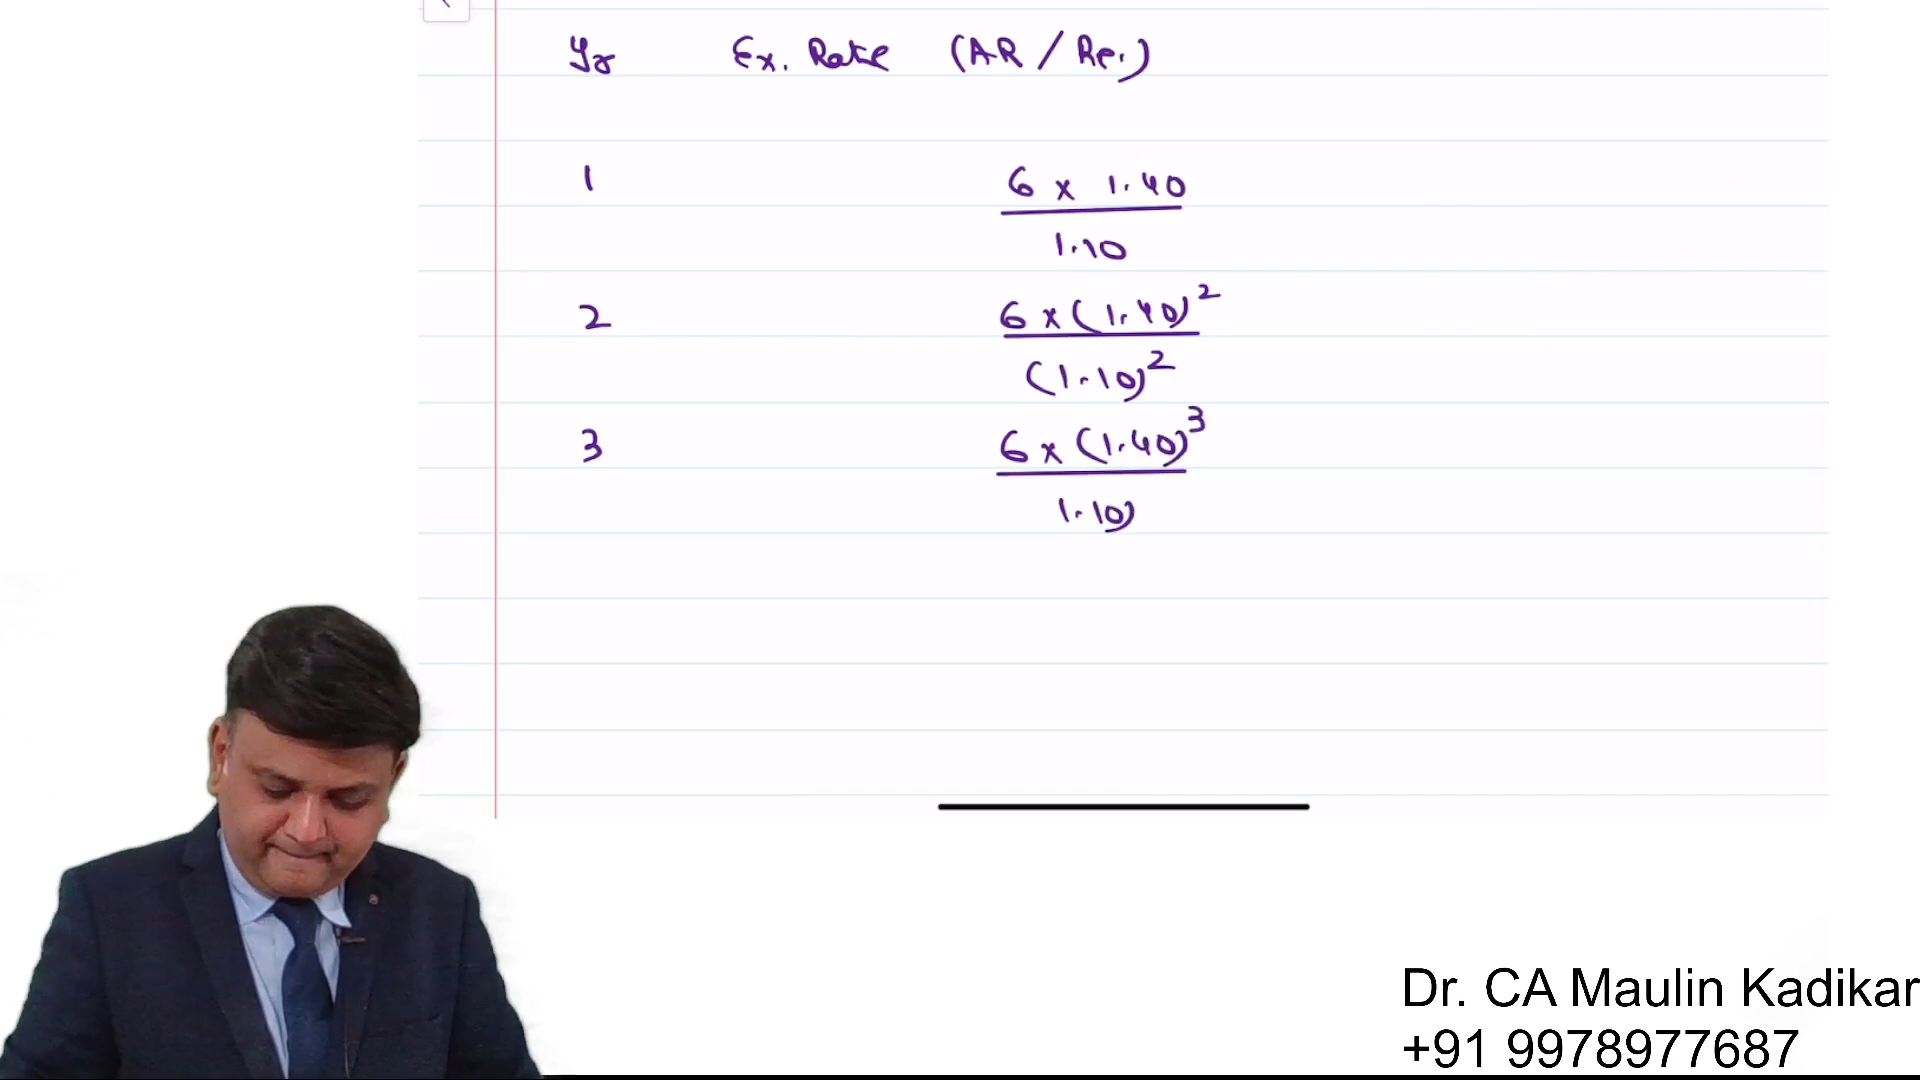 Yr Ex. Rate (AR / Re.)
1 6 x 1.40
1.10
2 6 x (1.40)²
(1.10)²
3 6 x (1.40)³
1.10)
Dr. CA Maulin Kadikar
+91 9978977687